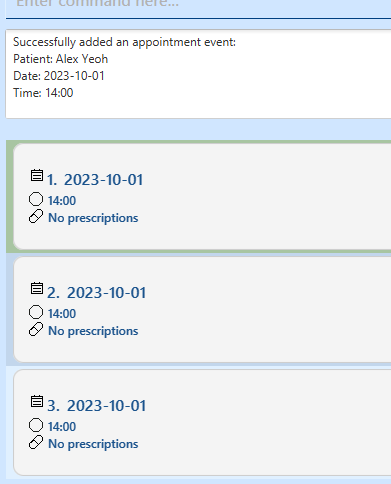 Enter command here...
Successfully added an appointment event:
Patient: Alex Yeoh
Date: 2023-10-01
Time: 14:00
1. 2023-10-01
14:00
No prescriptions
2. 2023-10-01
14:00
No prescriptions
3. 2023-10-01
14:00
No prescriptions